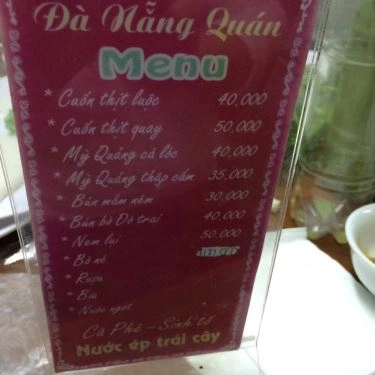 Đà Nẵng Quán
Menu
* Cuốn thịt luộc 40,000
* Cuốn thịt quay 50,000
* Mỳ Quảng cá lóc 40,000
* Mỳ Quảng thập cẩm 35,000
* Bún mắm nêm 30,000
* Bún bò Đò trai 40,000
* Nem lụi 50,000
* Bò né
* Rượu
* Bia
* Nước ngọt
Cà Phê - Sinh tố
Nước ép trái cây